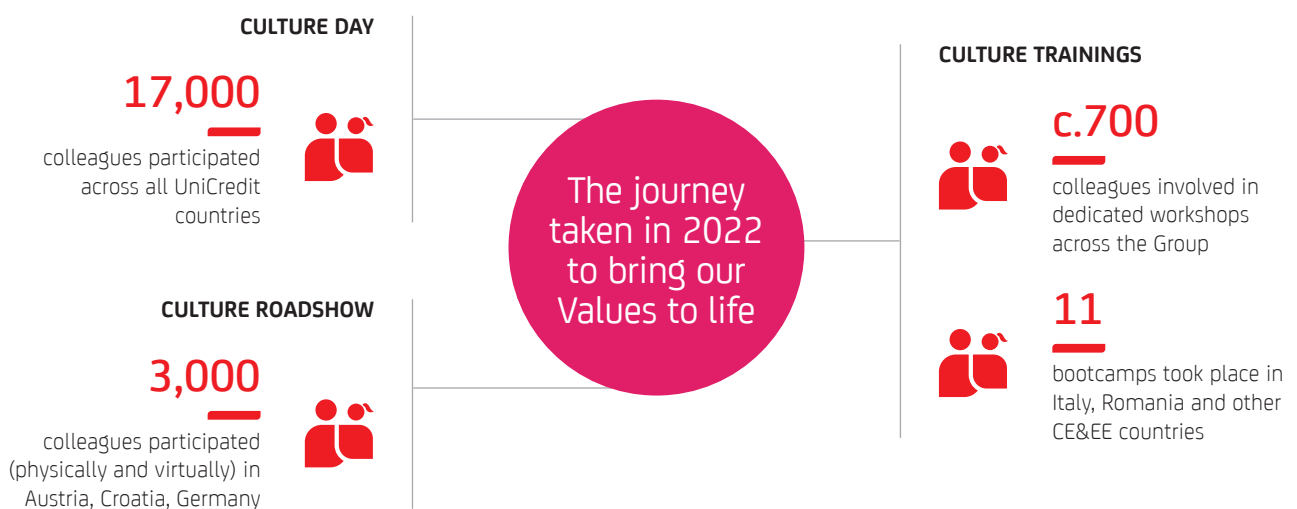 CULTURE DAY
17,000
colleagues participated
across all UniCredit
countries
CULTURE ROADSHOW
3,000
colleagues participated
(physically and virtually) in
Austria, Croatia, Germany
The journey
taken in 2022
to bring our
Values to life
CULTURE TRAININGS
c.700
colleagues involved in
dedicated workshops
across the Group
11
bootcamps took place in
Italy, Romania and other
CE&EE countries